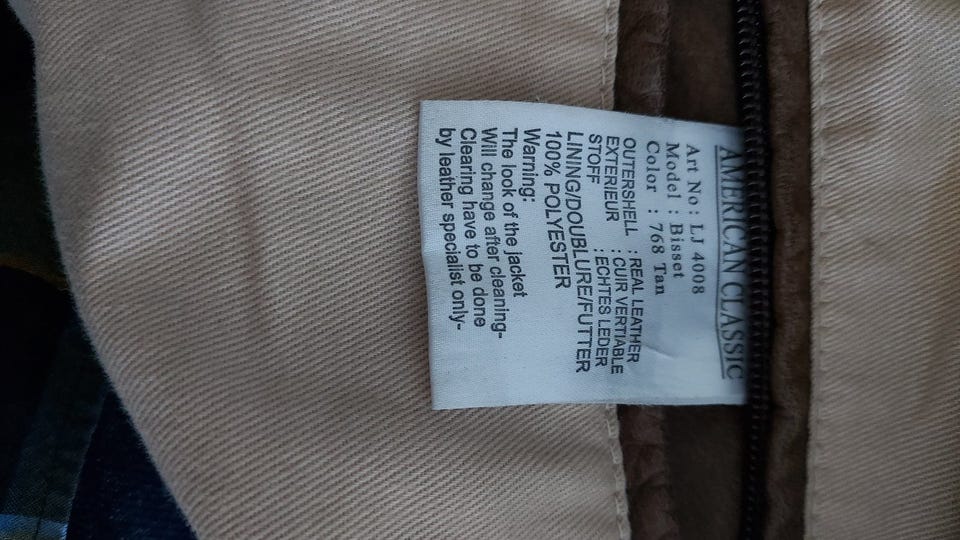 AMERICAN CLASSIC
Art No: LJ 4008
Model : Bisset
Color : 768 Tan
OUTERSHELL : REAL LEATHER
EXTERIEUR : CUIR VERTIABLE
STOFF : ECHTES LEDER
LINING/DOUBLURE/FUTTER
100% POLYESTER
Warning:
The look of the jacket
Will change after cleaning-
Clearing have to be done
by leather specialist only-